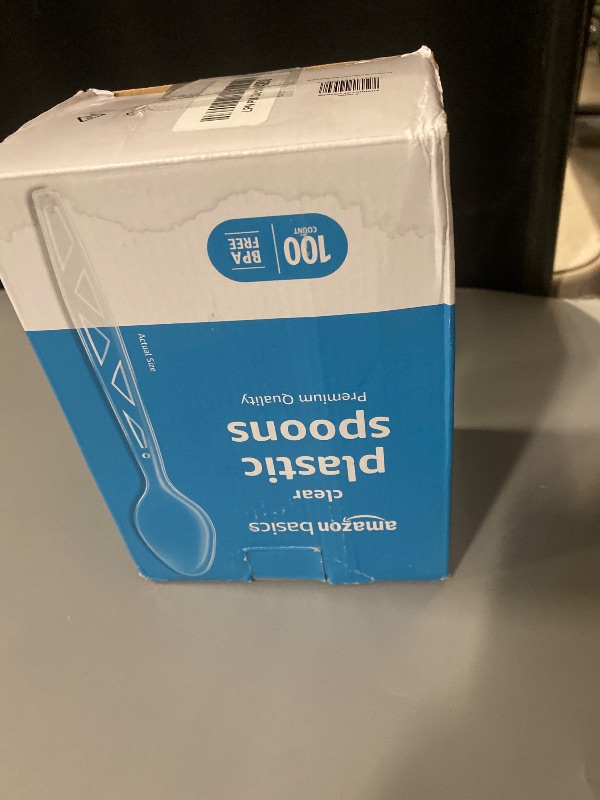 amazon basics
clear
plastic
spoons
Premium Quality
100
COUNT
BPA
FREE
Actual Size